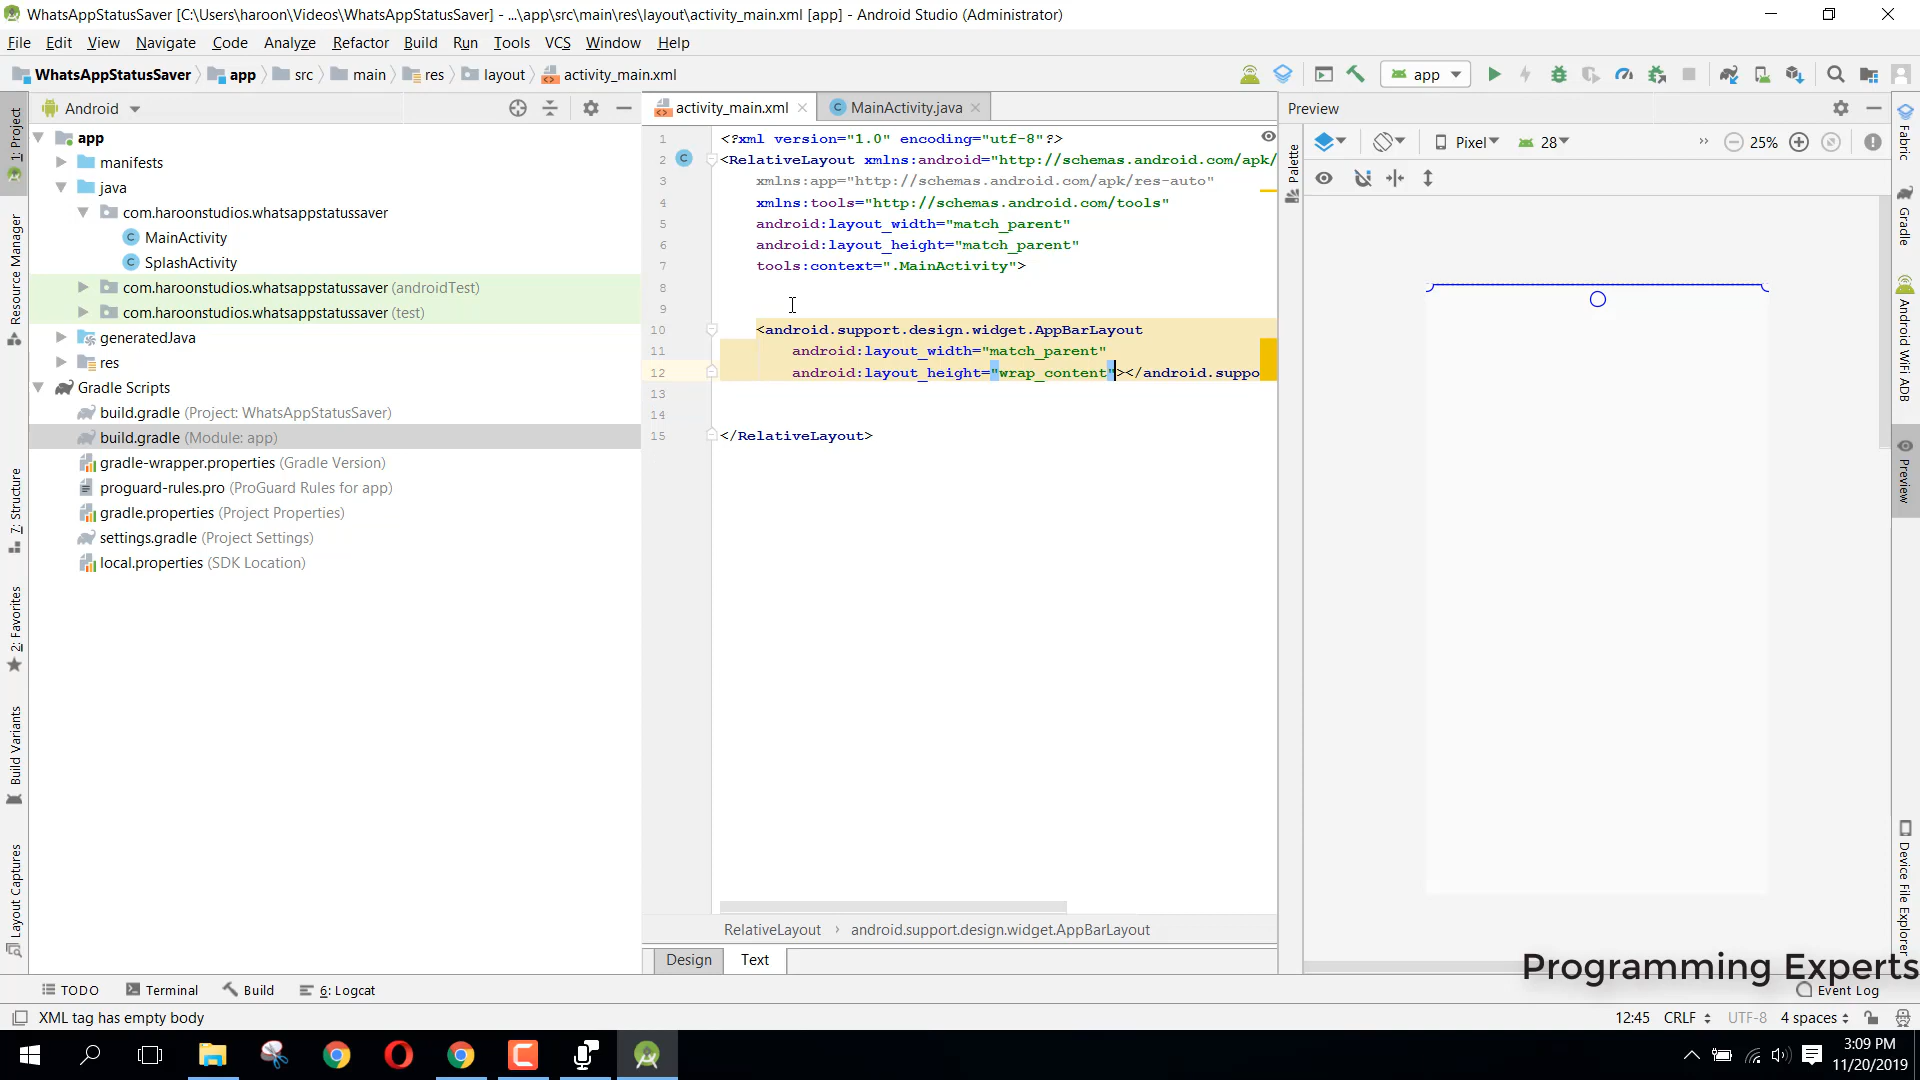 WhatsAppStatusSaver [C:\Users\haroon\Videos\WhatsAppStatusSaver] - ...\app\src\main\res\layout\activity_main.xml [app] - Android Studio (Administrator)
File Edit View Navigate Code Analyze Refactor Build Run Tools VCS Window Help
WhatsAppStatusSaver app src main res layout activity_main.xml app
Android
activity_main.xml MainActivity.java
Preview
1: Project
Resource Manager
7: Structure
2: Favorites
Build Variants
Layout Captures
app
manifests
java
com.haroonstudios.whatsappstatussaver
MainActivity
SplashActivity
com.haroonstudios.whatsappstatussaver (androidTest)
com.haroonstudios.whatsappstatussaver (test)
generatedJava
res
Gradle Scripts
build.gradle (Project: WhatsAppStatusSaver)
build.gradle (Module: app)
gradle-wrapper.properties (Gradle Version)
proguard-rules.pro (ProGuard Rules for app)
gradle.properties (Project Properties)
settings.gradle (Project Settings)
local.properties (SDK Location)
1 <?xml version="1.0" encoding="utf-8"?>
2 <RelativeLayout xmlns:android="http://schemas.android.com/apk/
3 xmlns:app="http://schemas.android.com/apk/res-auto"
4 xmlns:tools="http://schemas.android.com/tools"
5 android:layout_width="match_parent"
6 android:layout_height="match_parent"
7 tools:context=".MainActivity">
8
9
10 <android.support.design.widget.AppBarLayout
11 android:layout_width="match_parent"
12 android:layout_height="wrap_content"></android.suppo
13
14
15 </RelativeLayout>
RelativeLayout › android.support.design.widget.AppBarLayout
Design Text
Palette
Pixel 28 » 25%
Fabric
Gradle
Android WiFi ADB
Preview
Device File Explorer
Programming Experts
TODO Terminal Build 6: Logcat Event Log
XML tag has empty body 12:45 CRLF UTF-8 4 spaces
3:09 PM
11/20/2019